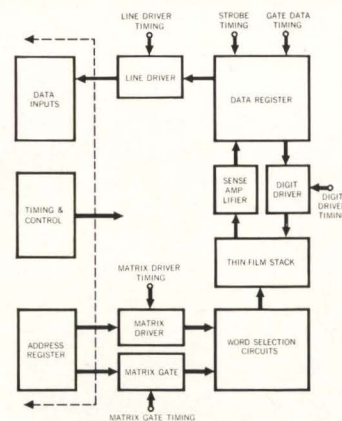 LINE DRIVER
TIMING
STROBE
TIMING
GATE DATA
TIMING
DATA
INPUTS
LINE DRIVER
DATA REGISTER
TIMING &
CONTROL
SENSE
AMP
LIFIER
DIGIT
DRIVER
DIGIT
DRIVER
TIMING
THIN-FILM STACK
MATRIX DRIVER
TIMING
ADDRESS
REGISTER
MATRIX
DRIVER
MATRIX GATE
WORD SELECTION
CIRCUITS
MATRIX GATE TIMING